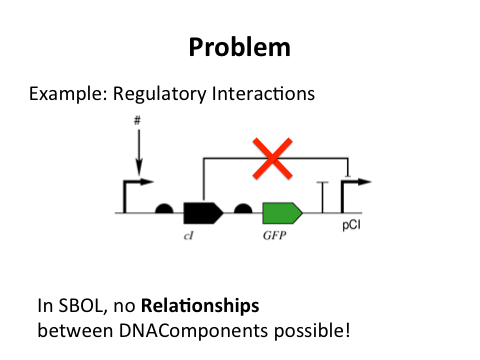 Problem
Example: Regulatory Interactions
#
cI
GFP
pCI
In SBOL, no Relationships
between DNAComponents possible!